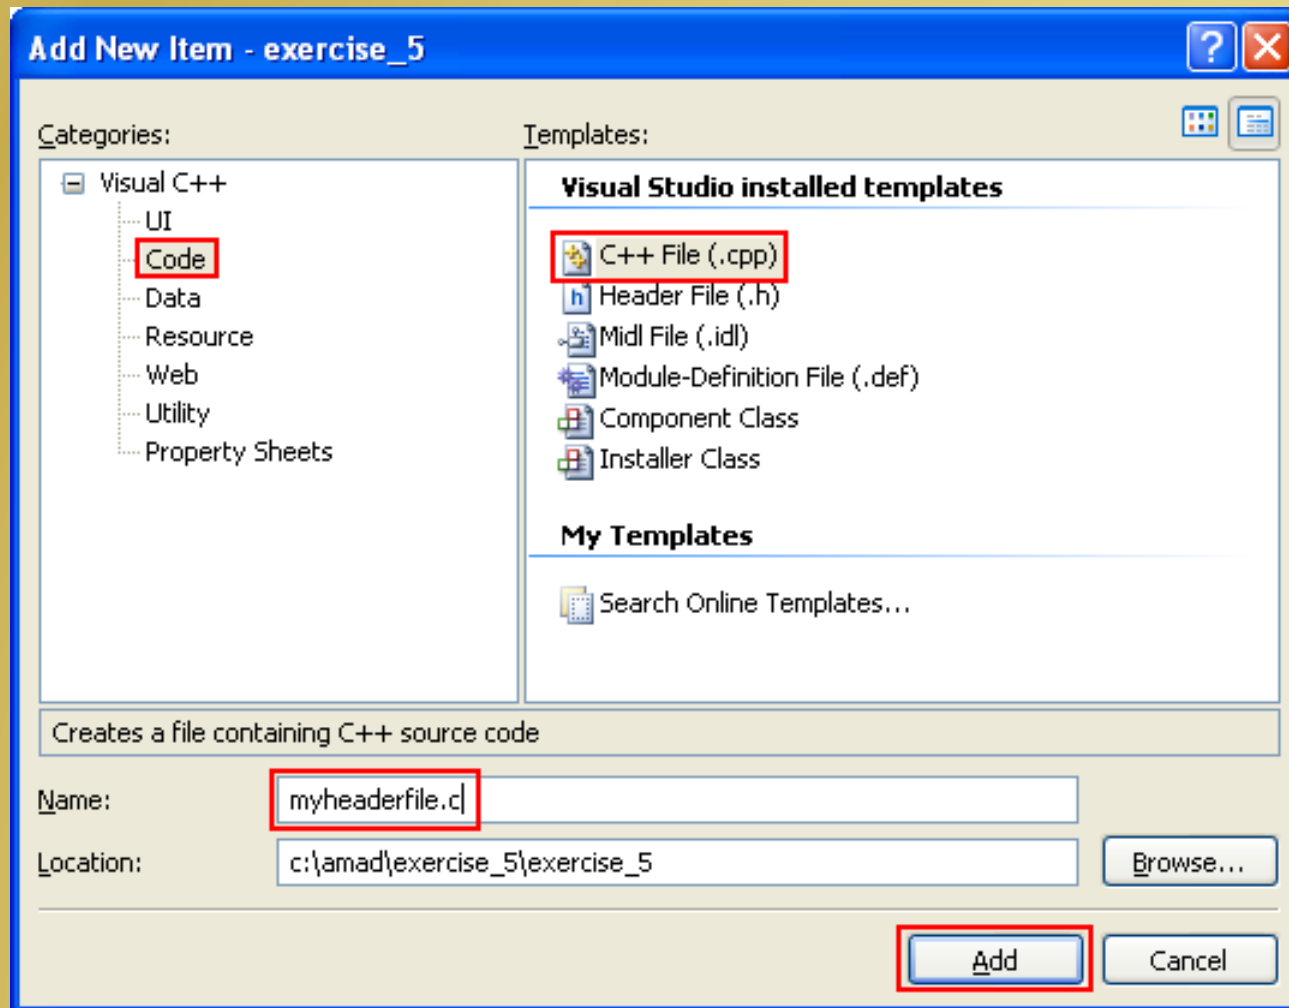 Add New Item - exercise_5
Categories:
Templates:
Visual C++
UI
Code
Data
Resource
Web
Utility
Property Sheets
Visual Studio installed templates
C++ File (.cpp)
Header File (.h)
Midl File (.idl)
Module-Definition File (.def)
Component Class
Installer Class
My Templates
Search Online Templates...
Creates a file containing C++ source code
Name:
myheaderfile.c
Location:
c:\amad\exercise_5\exercise_5
Browse...
Add
Cancel